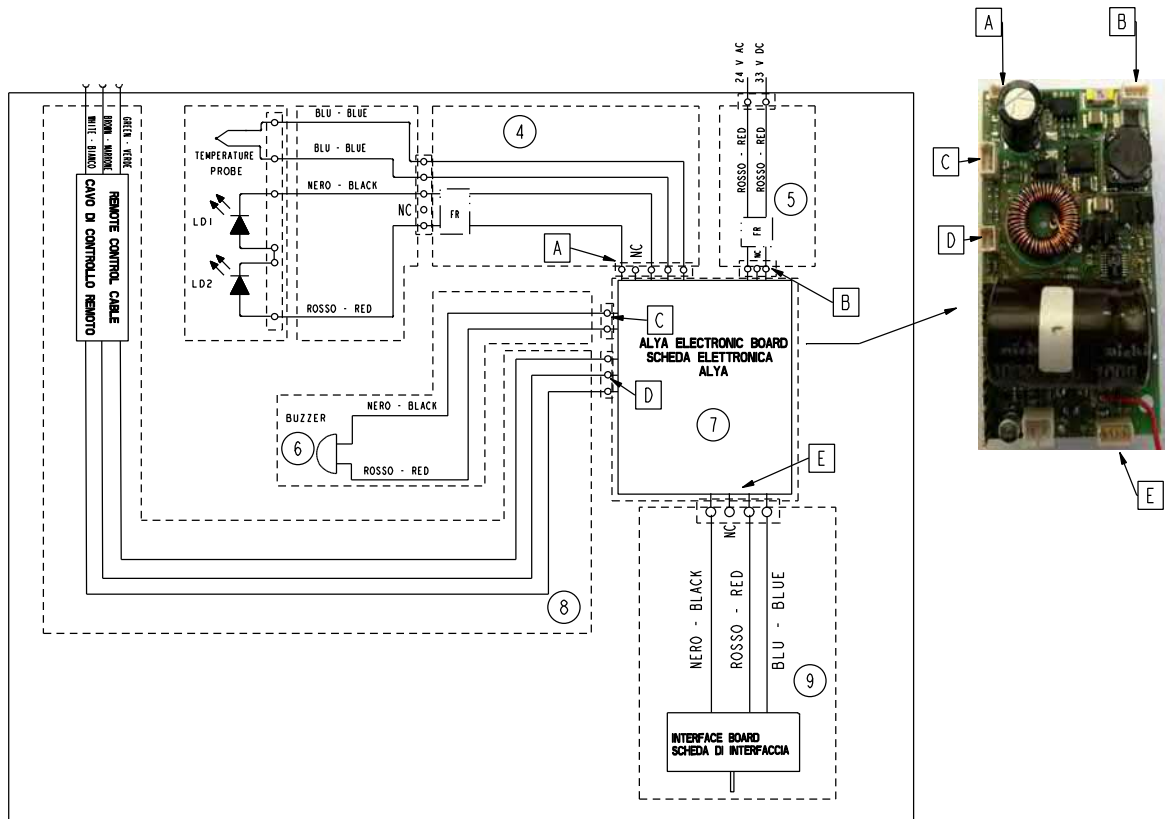 A
B
C
D
E
24 V AC
33 V DC
ROSSO - RED
ROSSO - RED
FR
NC
5
B
4
BLU - BLUE
BLU - BLUE
TEMPERATURE
PROBE
NERO - BLACK
NC
FR
LD1
LD2
ROSSO - RED
A
NC
GREEN - VERDE
BROWN - MARRONE
WHITE - BIANCO
REMOTE CONTROL CABLE
CAVO DI CONTROLLO REMOTO
C
D
ALYA ELECTRONIC BOARD
SCHEDA ELETTRONICA
ALYA
7
E
BUZZER
6
NERO - BLACK
ROSSO - RED
8
NC
NERO - BLACK
ROSSO - RED
BLU - BLUE
9
INTERFACE BOARD
SCHEDA DI INTERFACCIA